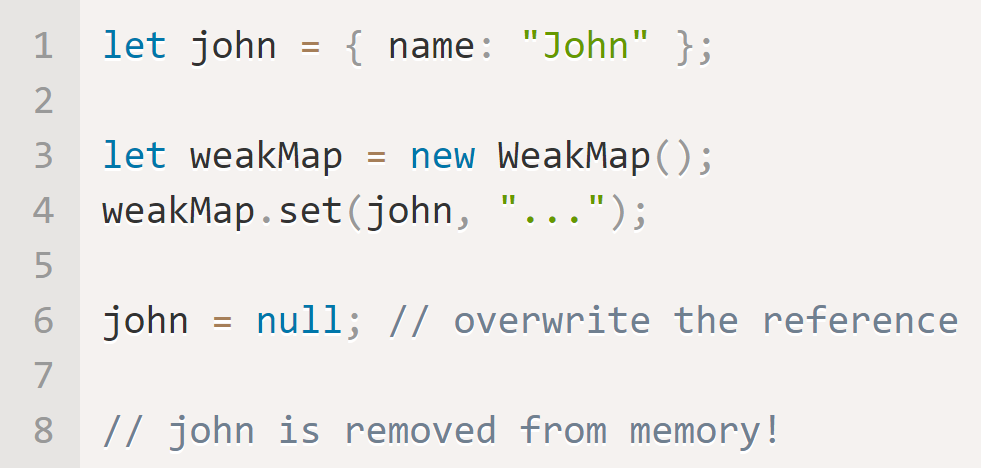 1 let john = { name: "John" };
2
3 let weakMap = new WeakMap();
4 weakMap.set(john, "...");
5
6 john = null; // overwrite the reference
7
8 // john is removed from memory!